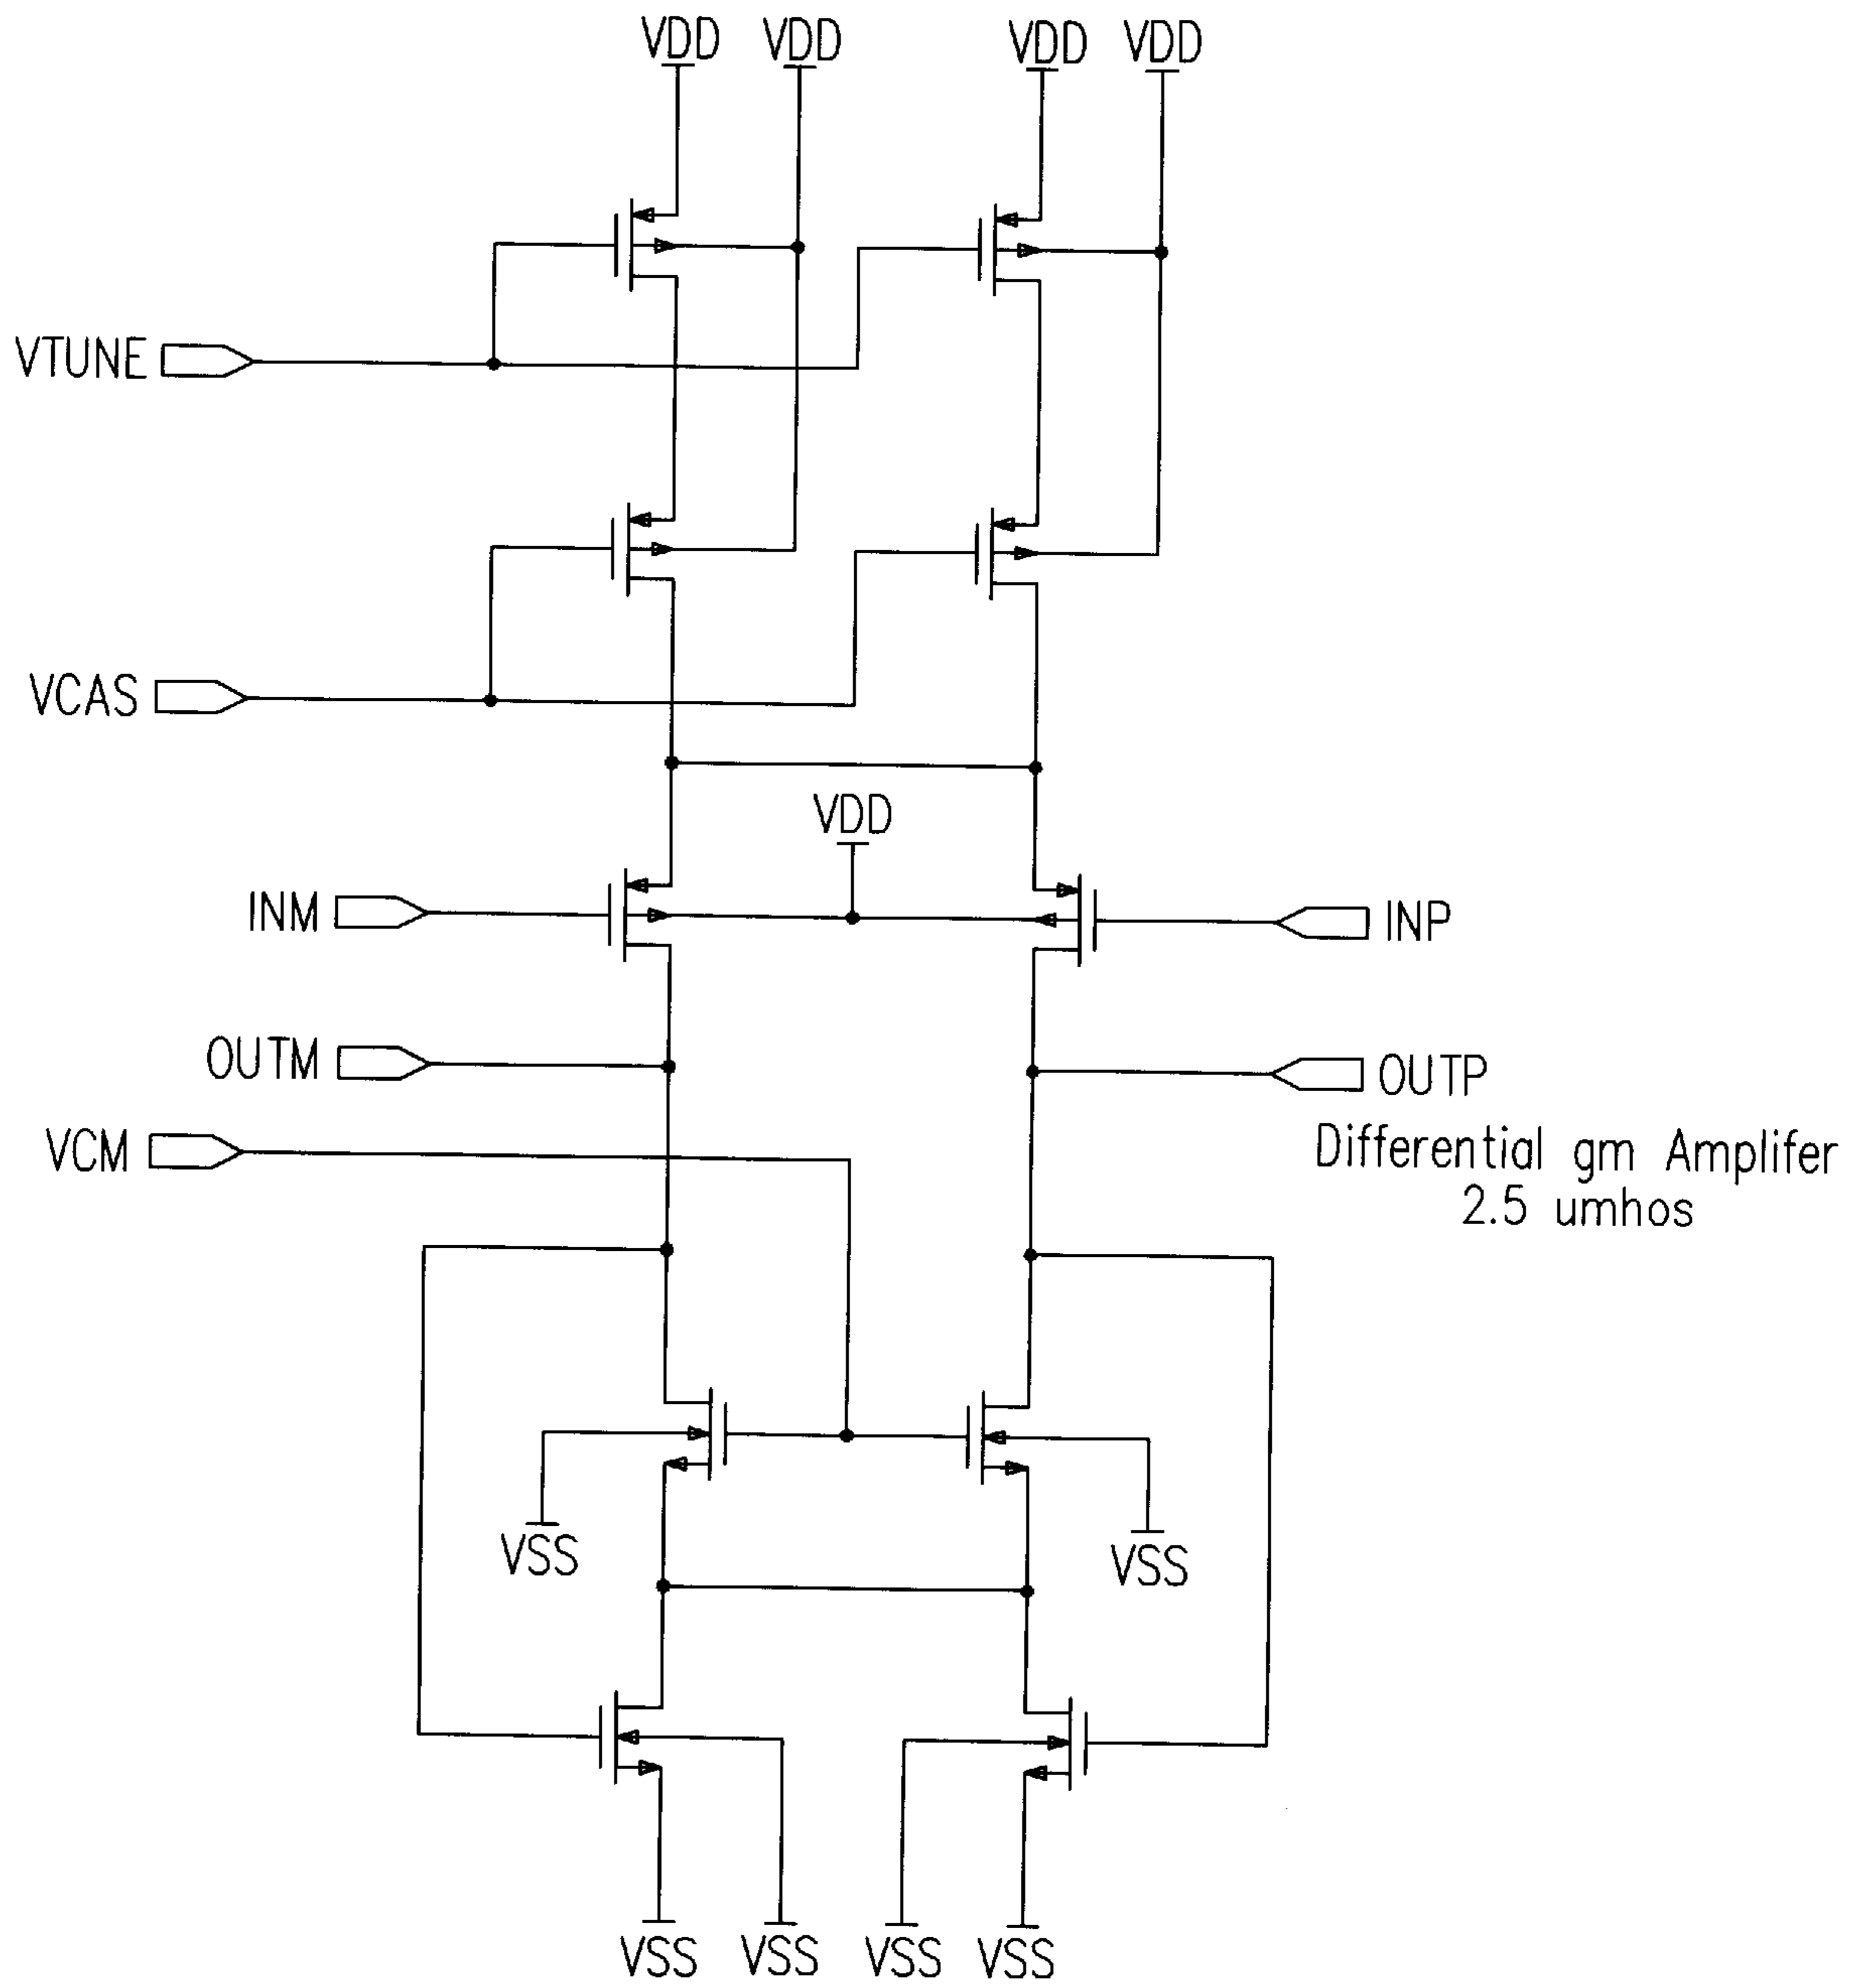 VDD VDD VDD VDD
VTUNE
VCAS
VDD
INM INP
OUTM OUTP
VCM
Differential gm Amplifer
2.5 umhos
VSS VSS
VSS VSS VSS VSS